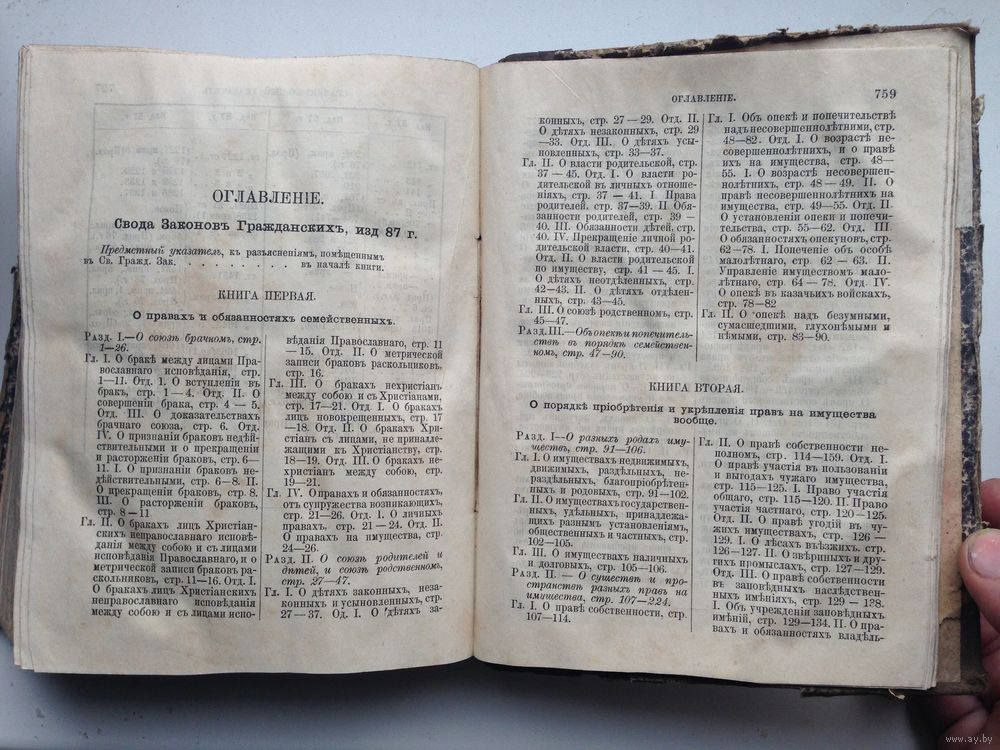 ОГЛАВЛЕНІЕ.
Свода Законовъ Гражданскихъ, изд 87 г.
Предметный указатель, къ разъясненіямъ, помѣщеннымъ
въ Св. Гражд. Зак. . . . . . . . . . въ началѣ книги.
КНИГА ПЕРВАЯ.
О правахъ и обязанностяхъ семейственныхъ.
Разд. I.—О союзѣ брачномъ, стр.
1—26.
Гл. I. О бракѣ между лицами Пра-
вославнаго исповѣданія, стр.
1—11. Отд. 1. О вступленіи въ
бракъ, стр. 1—4. Отд. II. О
совершеніи брака, стр. 4—5.
Отд. III. О доказательствахъ
брачнаго союза, стр. 6. Отд.
IV. О признаніи браковъ недѣй-
ствительными и о прекращеніи
и расторженіи браковъ, стр. 6—
11. I. О признаніи браковъ не-
дѣйствительными, стр. 6—8. II.
О прекращеніи браковъ, стр. 8.
III. О расторженіи браковъ,
стр. 8—11.
Гл. II. О бракахъ лицъ Христіан-
скихъ неправославнаго исповѣ-
данія между собою и съ лицами
Православнаго исповѣданія, и о
метрической записи браковъ ра-
скольниковъ, стр. 11—16. Отд. I.
О бракахъ лицъ Христіанскихъ
неправославнаго исповѣданія
между собою и съ лицами испо-
вѣданія Православнаго, стр. 11
—15. Отд. II. О метрической
записи браковъ раскольниковъ,
стр. 16.
Гл. III. О бракахъ нехристіанъ
между собою и съ Христіанами,
стр. 17—21. Отд. I. О бракахъ
лицъ новокрещенныхъ, стр. 17
—18. Отд. II. О бракахъ Хри-
стіанъ съ лицами, не принадле-
жащими къ Христіанству, стр.
18—19. Отд. III. О бракахъ не-
христіанъ между собою, стр.
19—21.
Гл. IV. О правахъ и обязанностяхъ,
отъ супружества возникающихъ,
стр. 21—26. Отд. I. О личныхъ
правахъ, стр. 21—24. Отд. II.
О правахъ на имущества, стр.
24—26.
Разд. II. О союзѣ родителей и
дѣтей, и союзѣ родственномъ,
стр. 27—47.
Гл. I. О дѣтяхъ законныхъ, неза-
конныхъ и усыновленныхъ, стр.
27—37. Од. I. О дѣтяхъ за-
ОГЛАВЛЕНІЕ. 759
конныхъ, стр. 27—29. Отд. II.
О дѣтяхъ незаконныхъ, стр. 29
—33. Отд. III. О дѣтяхъ усы-
новленныхъ, стр. 33—37.
Гл. II. О власти родительской, стр.
37—45. Отд. I. О власти ро-
дительской въ личныхъ отноше-
ніяхъ, стр. 37—41. I Права
родителей, стр. 37—39. II Обя-
занности родителей, стр. 39—
40. III. Обязанности дѣтей, стр.
40. IV. Прекращеніе личной ро-
дительской власти, стр. 40—41.
Отд. II. О власти родительской
по имуществу, стр. 41—45. I.
О дѣтяхъ неотдѣленныхъ, стр.
42—43. II. О дѣтяхъ отдѣлен-
ныхъ, стр. 43—45.
Гл. III. О союзѣ родственномъ, стр.
45—47.
Разд. III.—Объ опекѣ и попечитель-
ствѣ въ порядкѣ семействен-
номъ, стр. 47—90.
Гл. I. Объ опекѣ и попечительствѣ
надъ несовершеннолѣтними, стр.
48—82. Отд. I. О возрастѣ не-
совершеннолѣтнихъ, и о правѣ
ихъ на имущества, стр. 48—
55. I. О возрастѣ несовершен-
нолѣтнихъ, стр. 48—49. II. О
правѣ несовершеннолѣтнихъ на
имущества, стр. 49—55. Отд. II.
О установленіи опеки и попечи-
тельства, стр. 55—62. Отд. III.
О обязанностяхъ опекуновъ, стр.
62—78. I. Попеченіе объ особѣ
малолѣтнаго, стр. 62—63. II.
Управленіе имуществомъ мало-
лѣтнаго, стр. 64—78. Отд. IV.
О опекѣ въ казачьихъ войскахъ,
стр. 78—82
Гл. II. О опекѣ надъ безумными,
сумасшедшими, глухонѣмыми и
нѣмыми, стр. 83—90.
КНИГА ВТОРАЯ.
О порядкѣ пріобрѣтенія и укрѣпленія правъ на имущества
вообще.
Разд. I—О разныхъ родахъ иму-
ществъ, стр. 91—106.
Гл. I. О имуществахъ недвижимыхъ,
движимыхъ, раздѣльныхъ, не-
раздѣльныхъ, благопріобрѣтен-
ныхъ и родовыхъ, стр. 91—102.
Гл. II. О имуществахъ государствен-
ныхъ, удѣльныхъ, принадлежа-
щихъ разнымъ установленіямъ,
общественныхъ и частныхъ, стр.
102—105.
Гл. III. О имуществахъ наличныхъ
и долговыхъ, стр. 105—106.
Разд. II. — О существѣ и про-
странствѣ разныхъ правъ на
имущества, стр. 107—224.
Гл. I. О правѣ собственности, стр.
107—114.
Гл. II. О правѣ собственности не-
полномъ, стр. 114—159. Отд. I.
О правѣ участія въ пользованіи
и выгодахъ чужаго имущества,
стр. 115—125. I. Право участія
общаго, стр. 115—120. II. Право
участія частнаго, стр. 120—125.
Отд. II. О правѣ угодій въ чу-
жихъ имуществахъ, стр. 126—
129. I. О лѣсахъ въѣзжихъ. стр.
126—127. II. О звѣриныхъ и дру-
гихъ промыслахъ, стр. 127—129.
Отд. III. О правѣ собственности
въ заповѣдныхъ наслѣдствен-
ныхъ имѣніяхъ, стр. 129—138.
I. Объ учрежденіи заповѣдныхъ
имѣній, стр. 129—134. II. О пра-
вахъ и обязанностяхъ владѣль-
www.ay.by